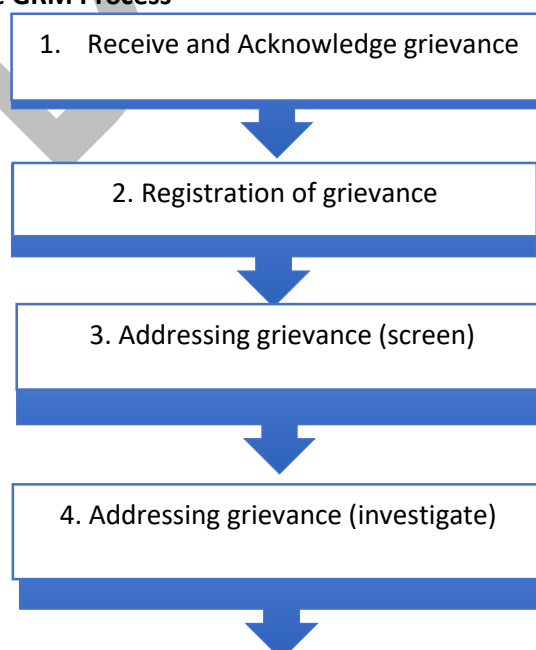 GRM Process
1. Receive and Acknowledge grievance
2. Registration of grievance
3. Addressing grievance (screen)
4. Addressing grievance (investigate)